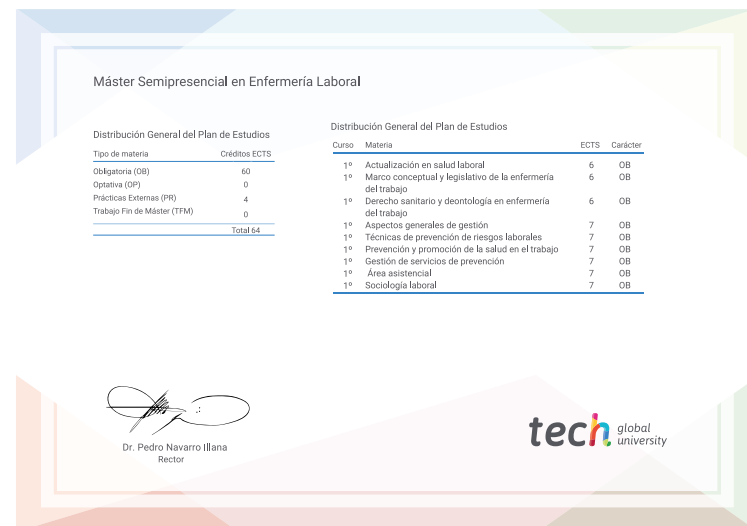 Máster Semipresencial en Enfermería Laboral
Distribución General del Plan de Estudios
Tipo de materia Créditos ECTS
Obligatoria (OB) 60
Optativa (OP) 0
Prácticas Externas (PR) 4
Trabajo Fin de Máster (TFM) 0
Total 64
Distribución General del Plan de Estudios
Curso Materia ECTS Carácter
1º Actualización en salud laboral 6 OB
1º Marco conceptual y legislativo de la enfermería 6 OB
del trabajo
1º Derecho sanitario y deontología en enfermería 6 OB
del trabajo
1º Aspectos generales de gestión 7 OB
1º Técnicas de prevención de riesgos laborales 7 OB
1º Prevención y promoción de la salud en el trabajo 7 OB
1º Gestión de servicios de prevención 7 OB
1º Área asistencial 7 OB
1º Sociología laboral 7 OB
Dr. Pedro Navarro Illana
Rector
tech global
university